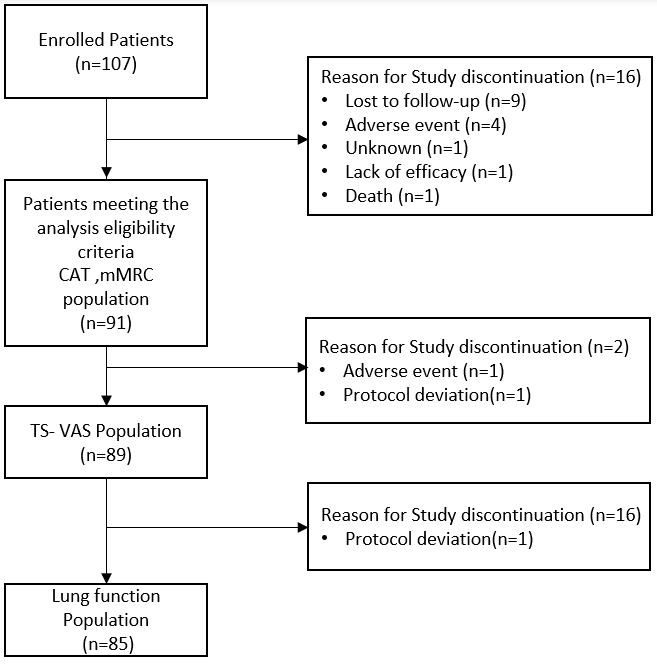 Enrolled Patients
(n=107)
Reason for Study discontinuation (n=16)
• Lost to follow-up (n=9)
• Adverse event (n=4)
• Unknown (n=1)
• Lack of efficacy (n=1)
• Death (n=1)
Patients meeting the
analysis eligibility
criteria
CAT ,mMRC
population
(n=91)
Reason for Study discontinuation (n=2)
• Adverse event (n=1)
• Protocol deviation(n=1)
TS- VAS Population
(n=89)
Reason for Study discontinuation (n=16)
• Protocol deviation(n=1)
Lung function
Population
(n=85)